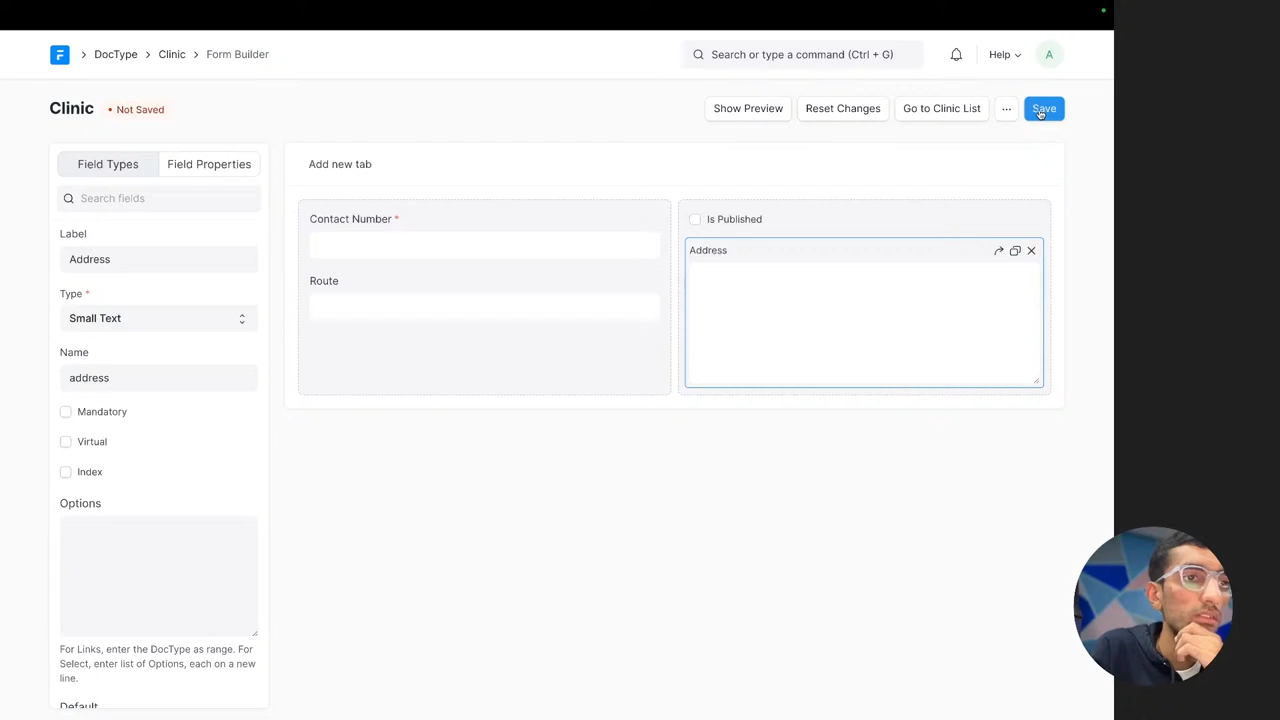 F
DocType
Clinic
Form Builder
Search or type a command (Ctrl + G)
Help
A
Clinic
• Not Saved
Show Preview
Reset Changes
Go to Clinic List
...
Save
Field Types
Field Properties
Search fields
Label
Address
Type *
Small Text
Name
address
Mandatory
Virtual
Index
Options
For Links, enter the DocType as range. For
Select, enter list of Options, each on a new
line.
Default
Add new tab
Contact Number *
Route
Is Published
Address